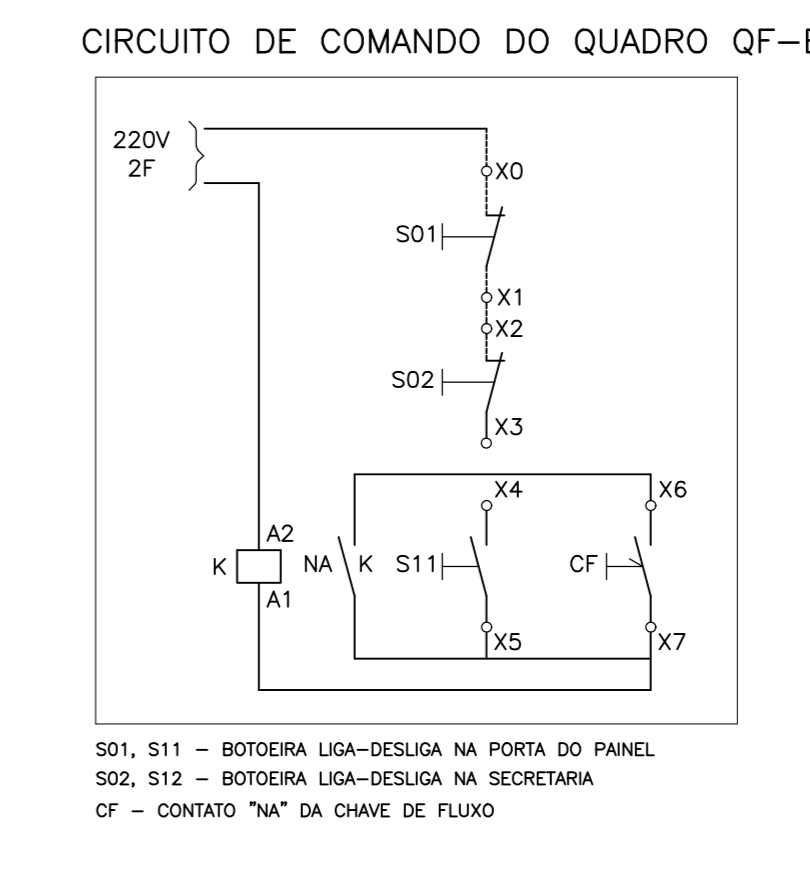 CIRCUITO DE COMANDO DO QUADRO QF-
220V
2F
X0
S01
X1
X2
S02
X3
X4
X6
A2
K
NA
K
S11
CF
A1
X5
X7
S01, S11 - BOTOEIRA LIGA-DESLIGA NA PORTA DO PAINEL
S02, S12 - BOTOEIRA LIGA-DESLIGA NA SECRETARIA
CF - CONTATO "NA" DA CHAVE DE FLUXO